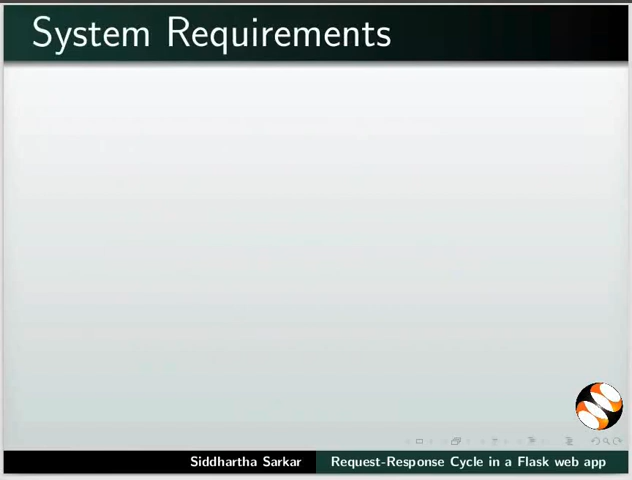 System Requirements
Siddhartha Sarkar
Request-Response Cycle in a Flask web app